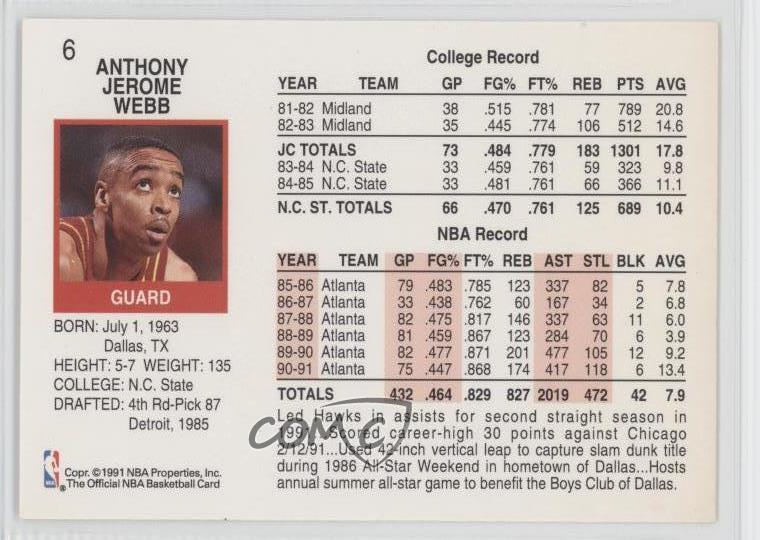 6
ANTHONY
JEROME
WEBB
GUARD
BORN: July 1, 1963
Dallas, TX
HEIGHT: 5-7 WEIGHT: 135
COLLEGE: N.C. State
DRAFTED: 4th Rd-Pick 87
Detroit, 1985
NBA
Copr. ©1991 NBA Properties, Inc.
® The Official NBA Basketball Card
College Record
YEAR TEAM GP FG% FT% REB PTS AVG
81-82 Midland 38 .515 .781 77 789 20.8
82-83 Midland 35 .445 .774 106 512 14.6
JC TOTALS 73 .484 .779 183 1301 17.8
83-84 N.C. State 33 .459 .761 59 323 9.8
84-85 N.C. State 33 .481 .761 66 366 11.1
N.C. ST. TOTALS 66 .470 .761 125 689 10.4
NBA Record
YEAR TEAM GP FG% FT% REB AST STL BLK AVG
85-86 Atlanta 79 .483 .785 123 337 82 5 7.8
86-87 Atlanta 33 .438 .762 60 167 34 2 6.8
87-88 Atlanta 82 .475 .817 146 337 63 11 6.0
88-89 Atlanta 81 .459 .867 123 284 70 6 3.9
89-90 Atlanta 82 .477 .871 201 477 105 12 9.2
90-91 Atlanta 75 .447 .868 174 417 118 6 13.4
TOTALS 432 .464 .829 827 2019 472 42 7.9
Led Hawks in assists for second straight season in
1991...Scored career-high 30 points against Chicago
2/12/91...Used 42-inch vertical leap to capture slam dunk title
during 1986 All-Star Weekend in hometown of Dallas...Hosts
annual summer all-star game to benefit the Boys Club of Dallas.
COMC